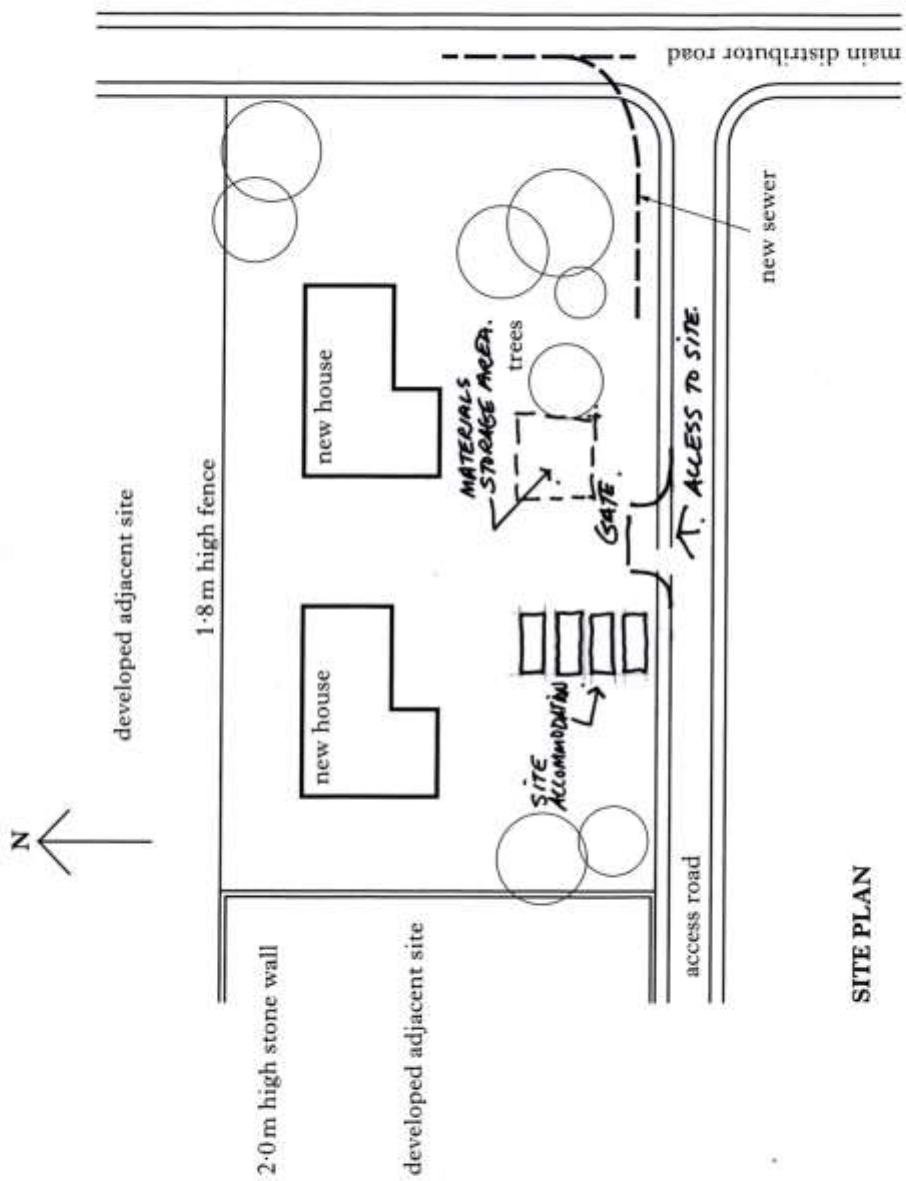 N
developed adjacent site
1·8 m high fence
main distributor road
new house
new house
MATERIALS
STORAGE AREA.
trees
GATE.
SITE
ACCOMMODATION
ACCESS TO SITE.
new sewer
2·0 m high stone wall
developed adjacent site
access road
SITE PLAN